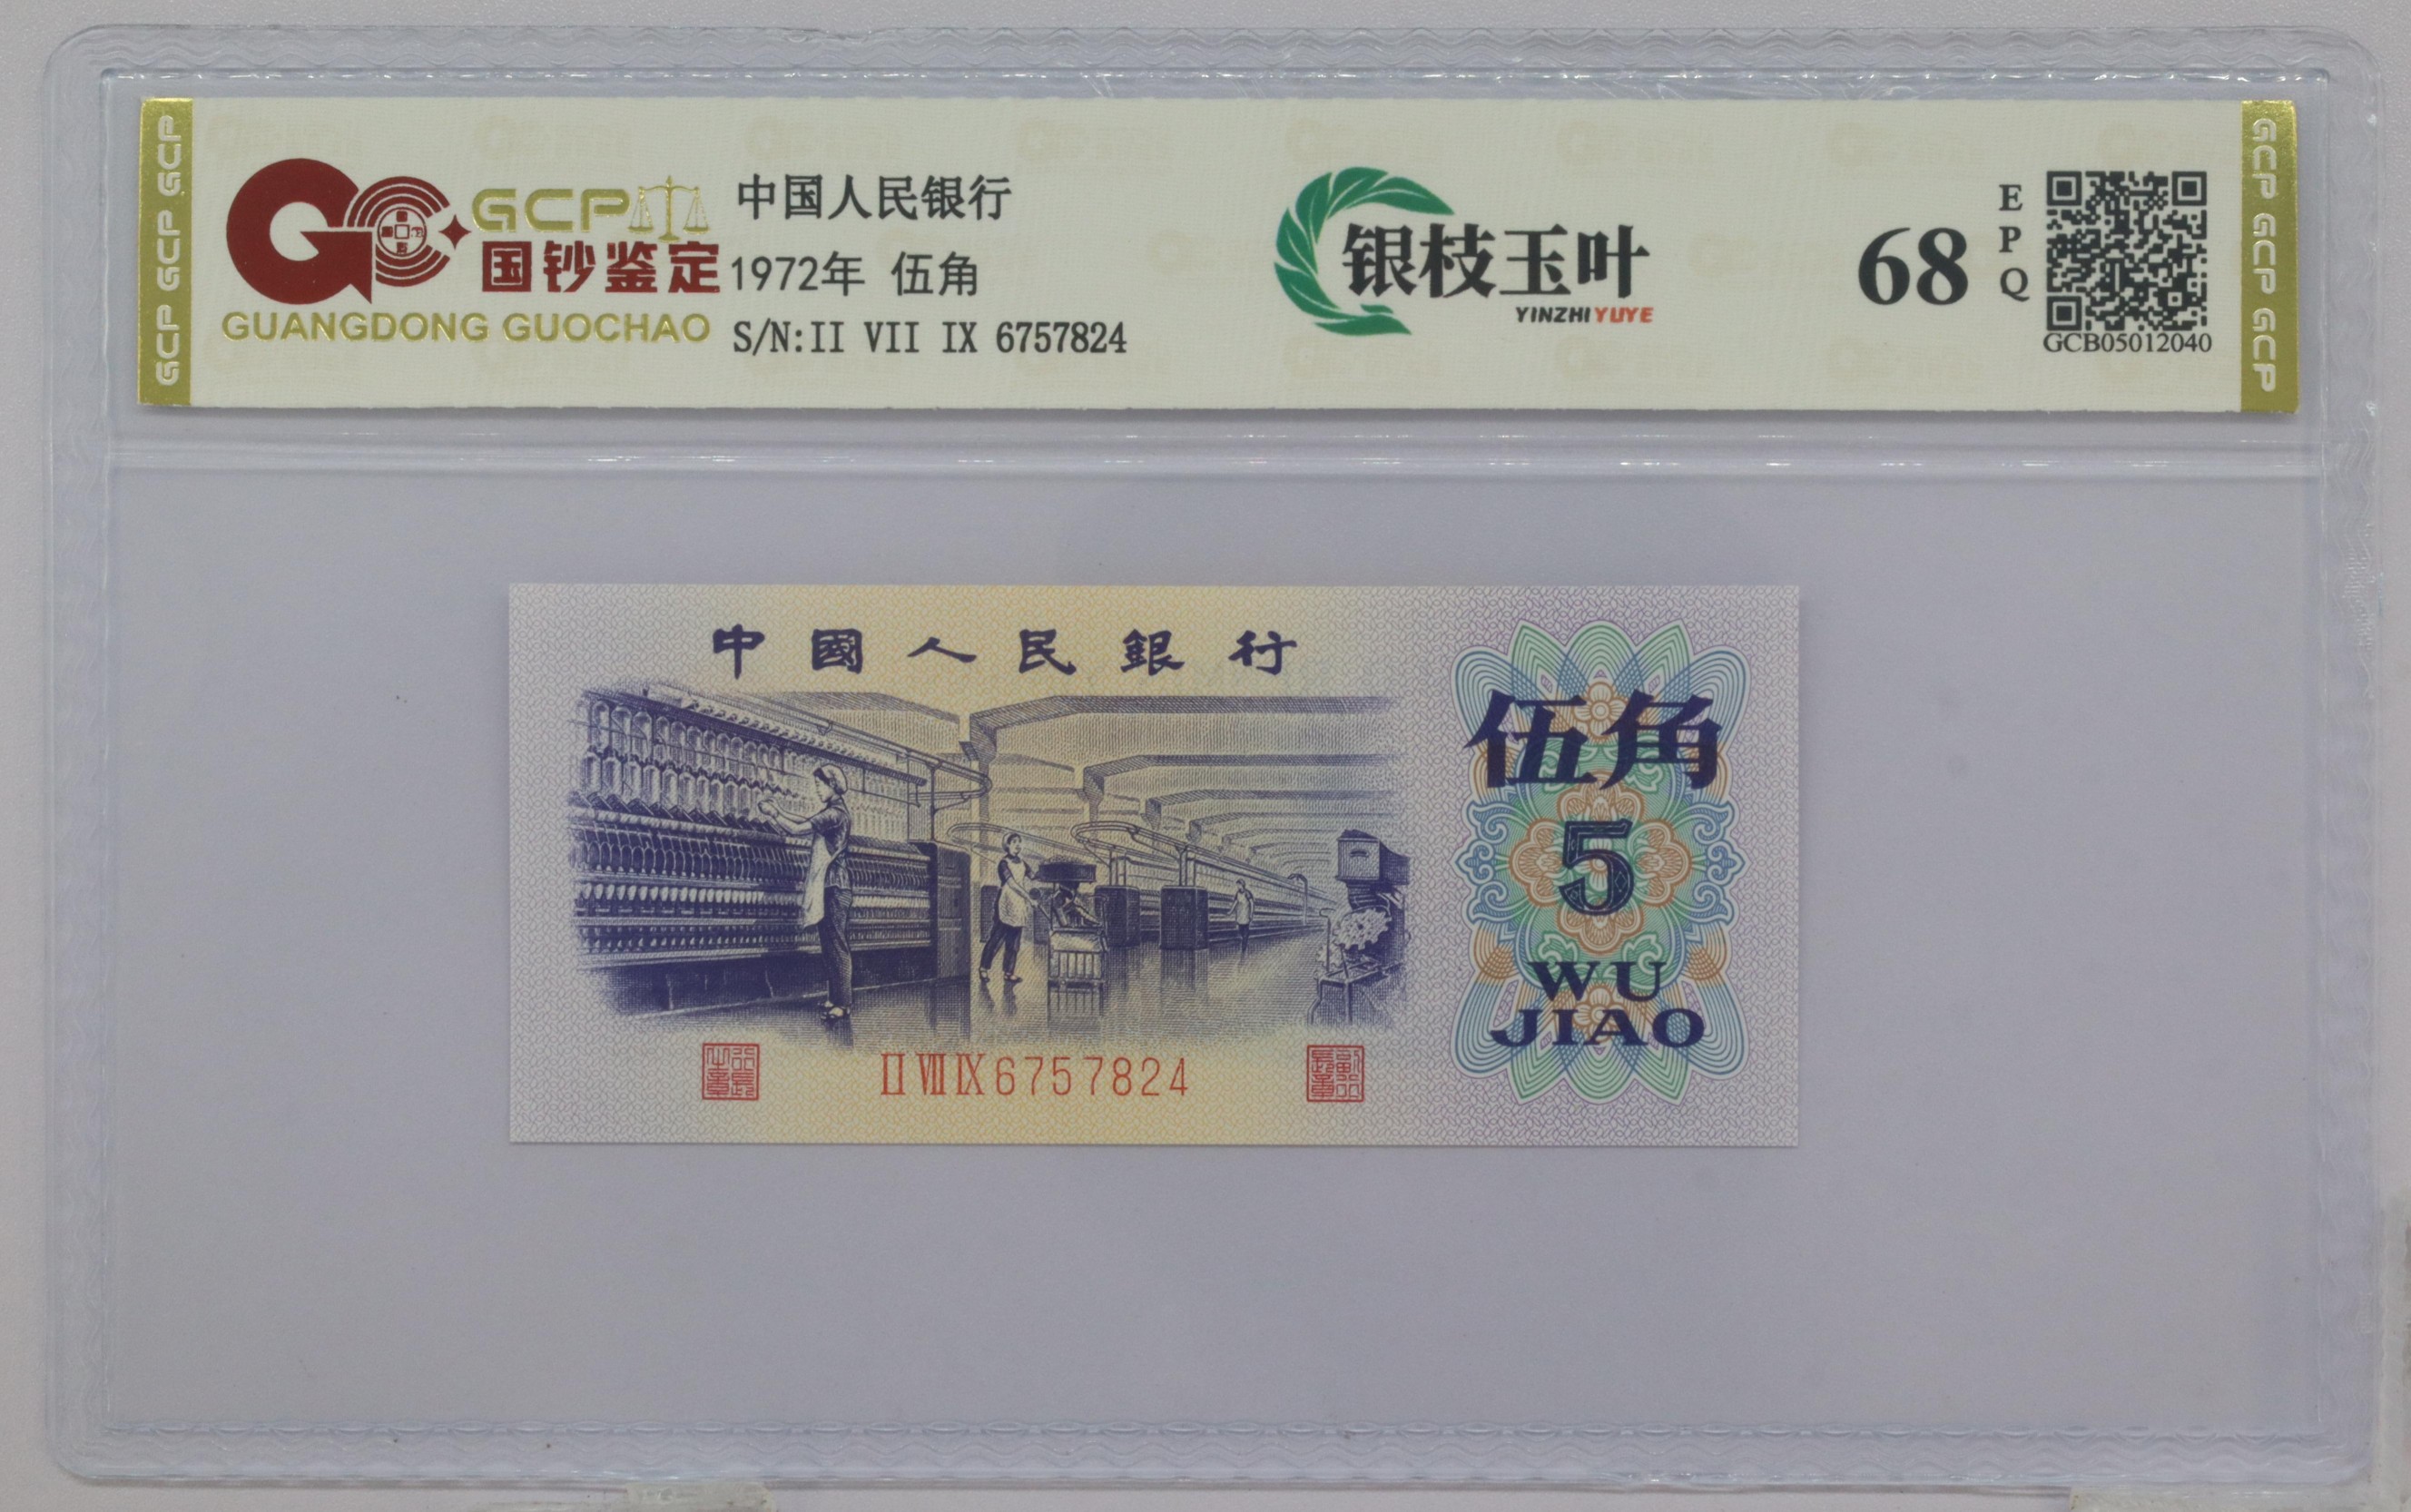 GCP GCP GCP
GCP
国钞鉴定
GUANGDONG GUOCHAO
中国人民银行
1972年 伍角
S/N:II VII IX 6757824
银枝玉叶
YINZHIYUYE
68
EPQ
GCB05012040
GCP GCP GCP
中國人民銀行
伍角
5
WU
JIAO
II VII IX 6757824